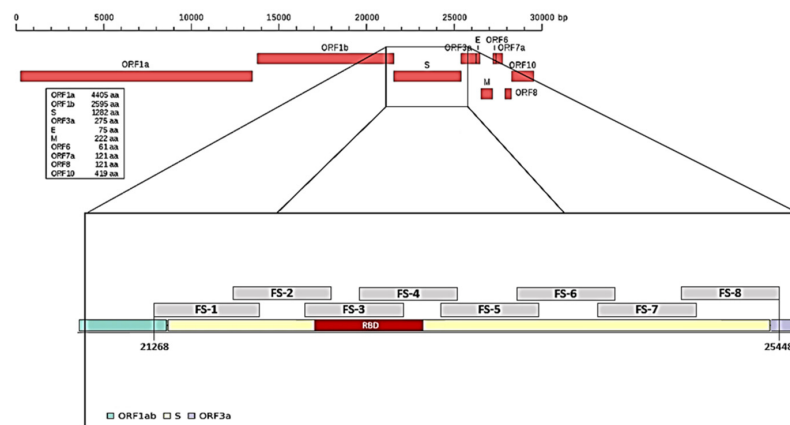 0 5000 10000 15000 20000 25000 30000 bp
E ORF6
ORF1b ORF3a ORF7a
ORF1a S ORF10
M ORF8
ORF1a 4405 aa
ORF1b 2595 aa
S 1282 aa
ORF3a 275 aa
E 75 aa
M 222 aa
ORF6 61 aa
ORF7a 121 aa
ORF8 121 aa
ORF10 419 aa
FS-2 FS-4 FS-6 FS-8
FS-1 FS-3 FS-5 FS-7
RBD
21268 25448
ORF1ab S ORF3a